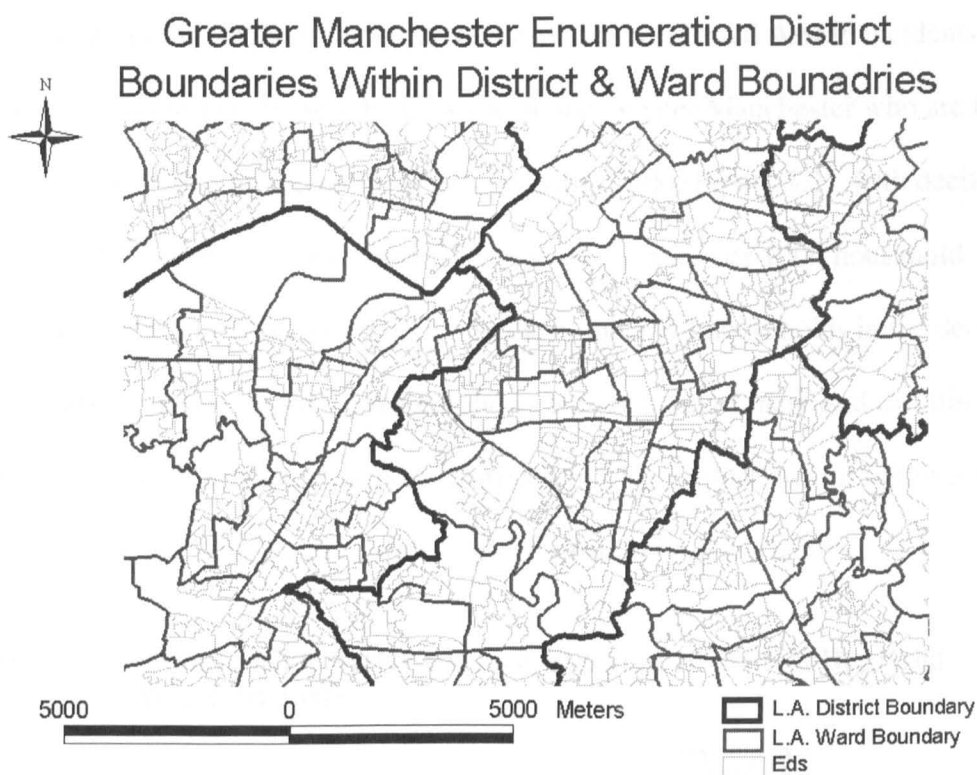 Greater Manchester Enumeration District
Boundaries Within District & Ward Bounadries
N
5000 0 5000 Meters
L.A. District Boundary
L.A. Ward Boundary
Eds